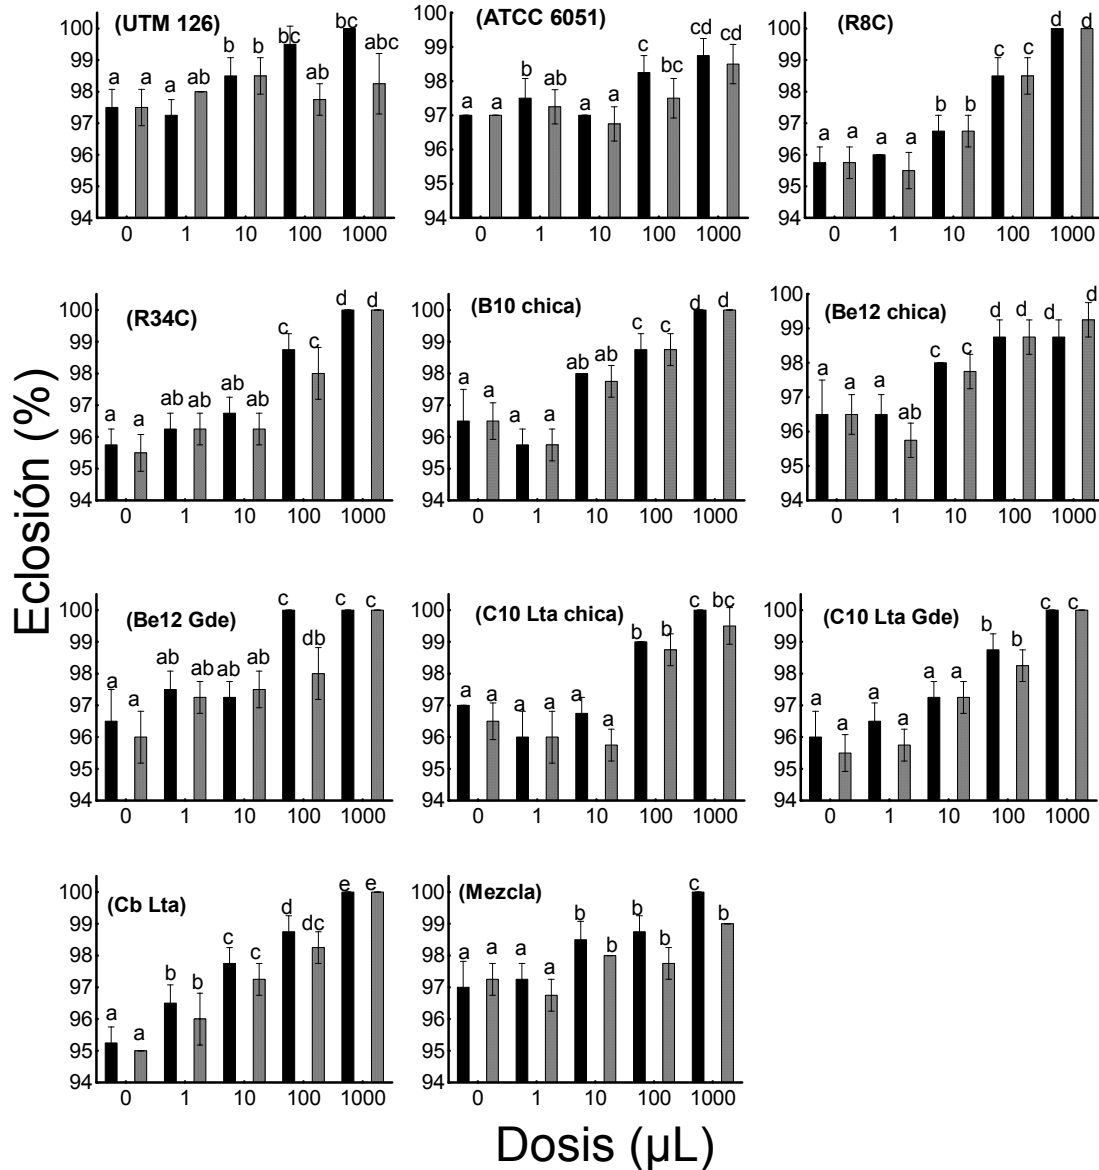 Eclosión (%)
(UTM 126)
100
99
98
97
96
95
94
a a a ab b b bc ab bc abc
0 1 10 100 1000
(ATCC 6051)
100
99
98
97
96
95
94
a a b ab a a c bc cd cd
0 1 10 100 1000
(R8C)
100
98
96
94
a a a a b b c c d d
0 1 10 100 1000
(R34C)
100
99
98
97
96
95
94
a a ab ab ab ab c c d d
0 1 10 100 1000
(B10 chica)
100
99
98
97
96
95
94
a a a a ab ab c c d d
0 1 10 100 1000
(Be12 chica)
100
99
98
97
96
95
94
a a a ab c c d d d d
0 1 10 100 1000
(Be12 Gde)
100
99
98
97
96
95
94
a a ab ab ab ab c db c c
0 1 10 100 1000
(C10 Lta chica)
100
99
98
97
96
95
94
a a a a a a b b c bc
0 1 10 100 1000
(C10 Lta Gde)
100
99
98
97
96
95
94
a a a a a a b b c c
0 1 10 100 1000
(Cb Lta)
100
99
98
97
96
95
94
a a b b c c d dc e e
0 1 10 100 1000
(Mezcla)
100
99
98
97
96
95
94
a a a a b b b b c b
0 1 10 100 1000
Dosis (µL)